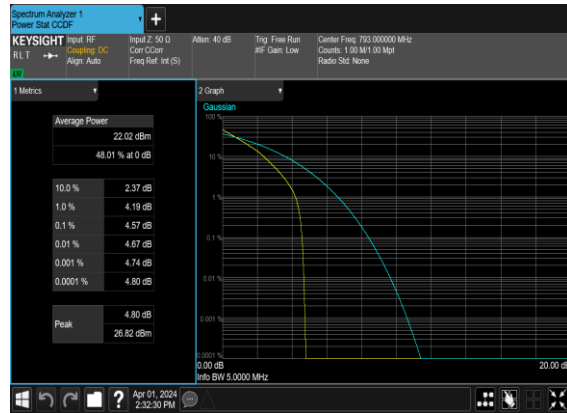 Spectrum Analyzer 1
Power Stat CCDF
KEYSIGHT Input: RF Input Z: 50 Ω Atten: 40 dB Trig: Free Run Center Freq: 793.000000 MHz
RLT Coupling: DC Corr CCorr #IF Gain: Low Counts: 1.00 M/1.00 Mpt
Align: Auto Freq Ref: Int (S) Radio Std: None
1 Metrics
Average Power
22.02 dBm
48.01 % at 0 dB
10.0 % 2.37 dB
1.0 % 4.19 dB
0.1 % 4.57 dB
0.01 % 4.67 dB
0.001 % 4.74 dB
0.0001 % 4.80 dB
Peak 4.80 dB
26.82 dBm
2 Graph
Gaussian
100 %
10 %
1 %
0.1 %
0.01 %
0.001 %
0.0001 %
0.00 dB 20.00 dB
Info BW 5.0000 MHz
Apr 01, 2024
2:32:30 PM